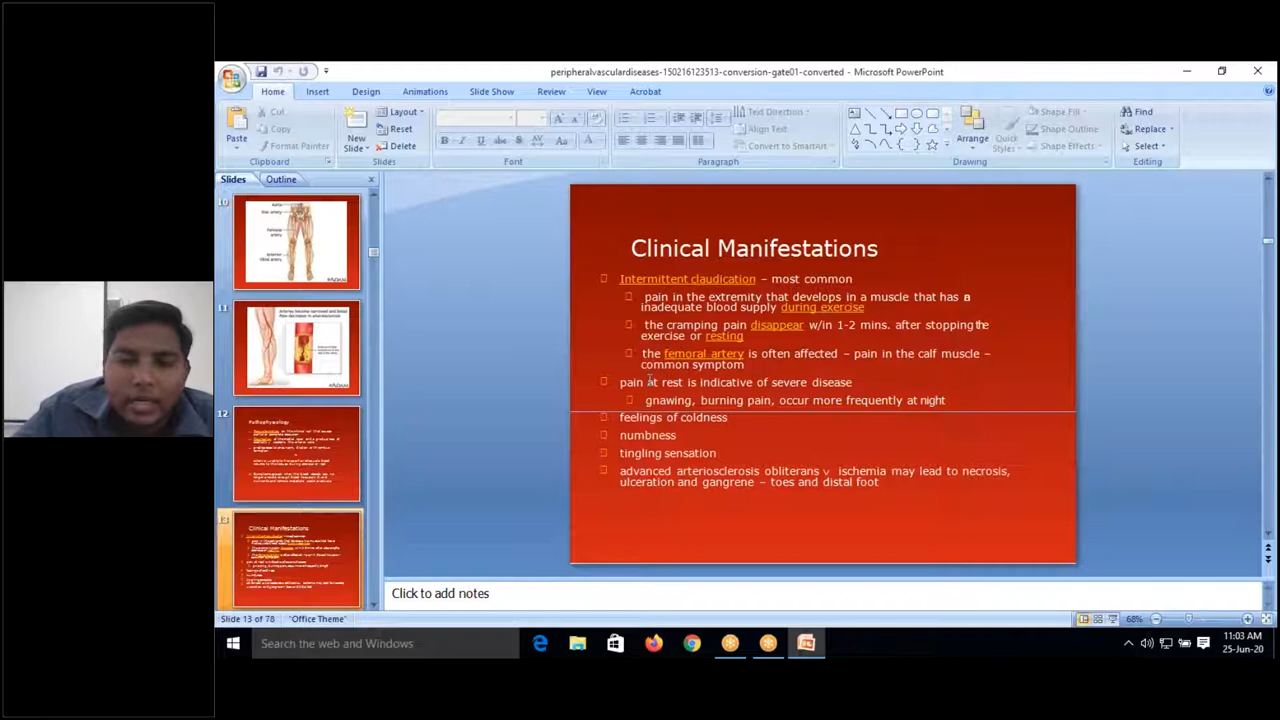 peripheralvasculardiseases-150216123513-conversion-gate01-converted - Microsoft PowerPoint
Home Insert Design Animations Slide Show Review View Acrobat
Cut
Copy
Format Painter
Paste
Clipboard
New Slide
Layout
Reset
Delete
Slides
Font
Text Direction
Align Text
Convert to SmartArt
Paragraph
Arrange
Quick Styles
Shape Fill
Shape Outline
Shape Effects
Drawing
Find
Replace
Select
Editing
Slides Outline
10
11
12
Pathophysiology
13
Clinical Manifestations
Clinical Manifestations
Intermittent claudication – most common
pain in the extremity that develops in a muscle that has a
inadequate blood supply during exercise
the cramping pain disappear w/in 1-2 mins. after stopping the
exercise or resting
the femoral artery is often affected – pain in the calf muscle –
common symptom
pain at rest is indicative of severe disease
gnawing, burning pain, occur more frequently at night
feelings of coldness
numbness
tingling sensation
advanced arteriosclerosis obliterans v ischemia may lead to necrosis,
ulceration and gangrene – toes and distal foot
Click to add notes
Slide 13 of 78 "Office Theme" 68%
Search the web and Windows
11:03 AM
25-Jun-20